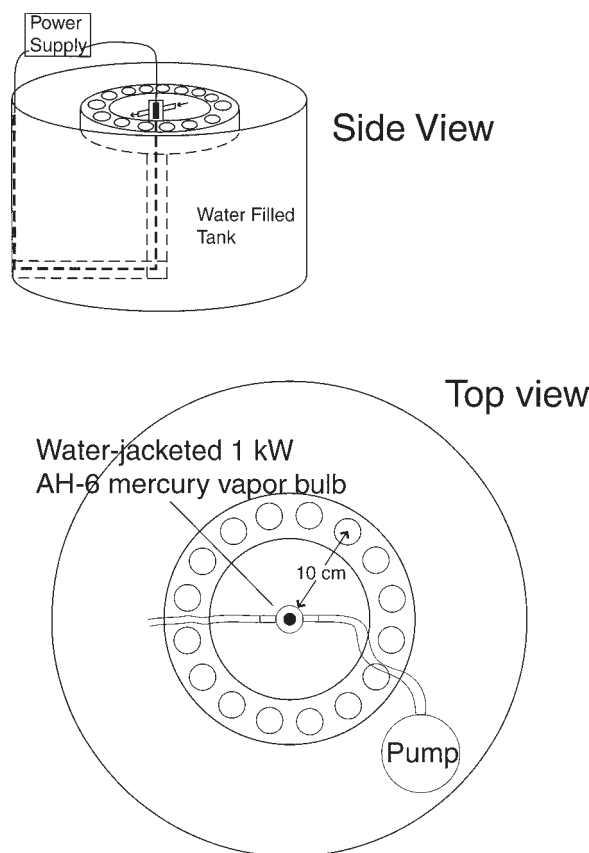 Power
Supply
Side View
Water Filled
Tank
Top view
Water-jacketed 1 kW
AH-6 mercury vapor bulb
10 cm
Pump